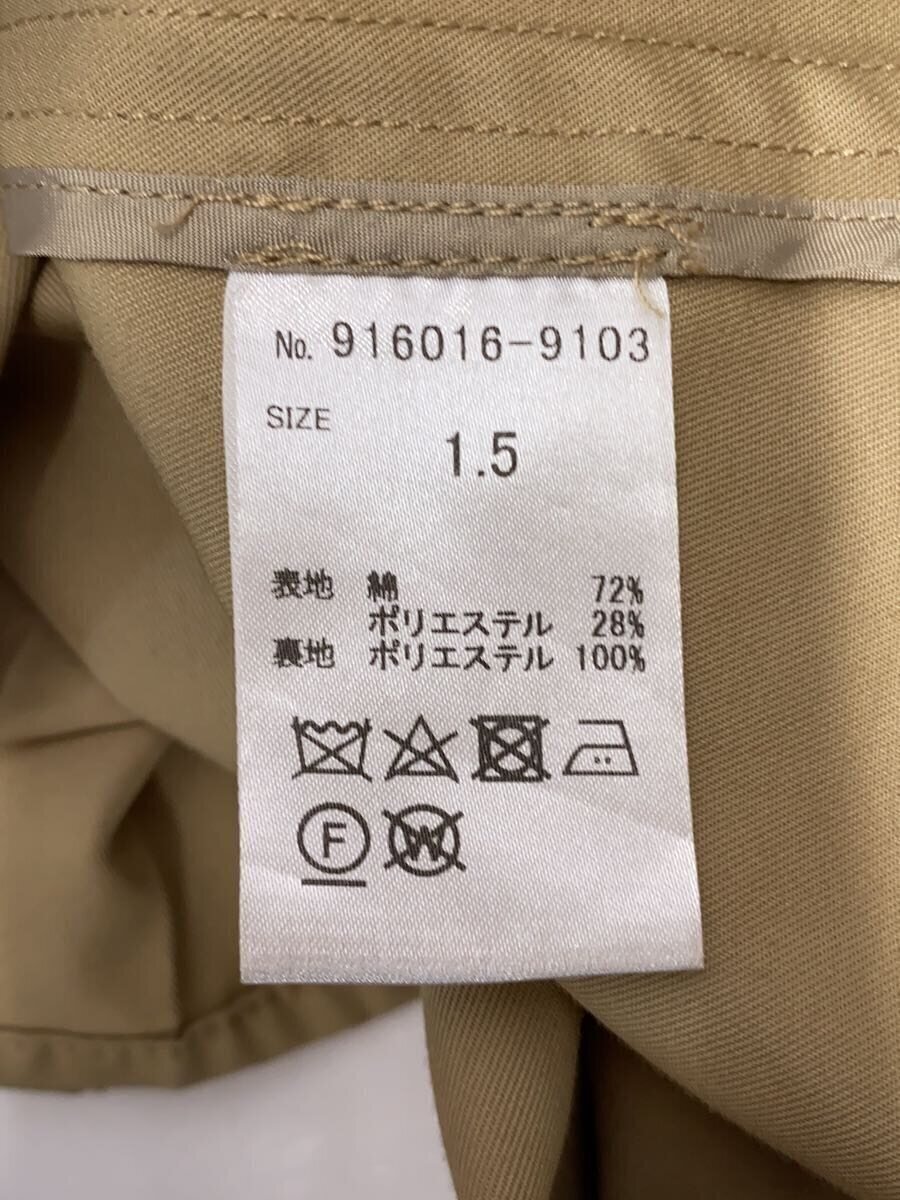 No. 916016-9103
SIZE
1.5
表地 綿 72%
ポリエステル 28%
裏地 ポリエステル 100%
F W